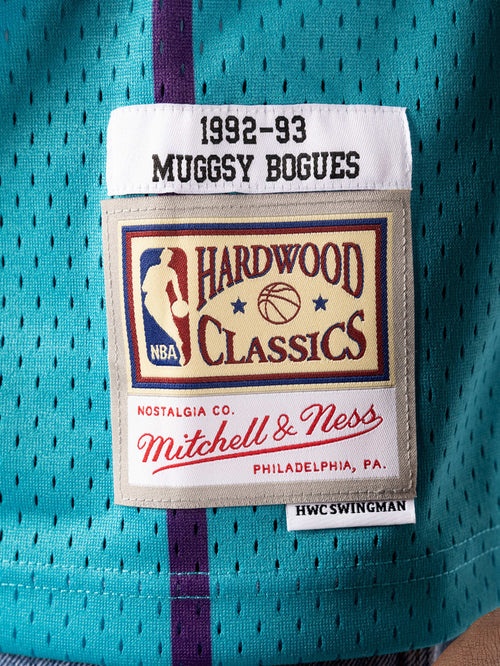 1992-93
MUGGSY BOGUES
HARDWOOD
CLASSICS
NBA
NOSTALGIA CO.
Mitchell & Ness
PHILADELPHIA, PA.
HWC SWINGMAN